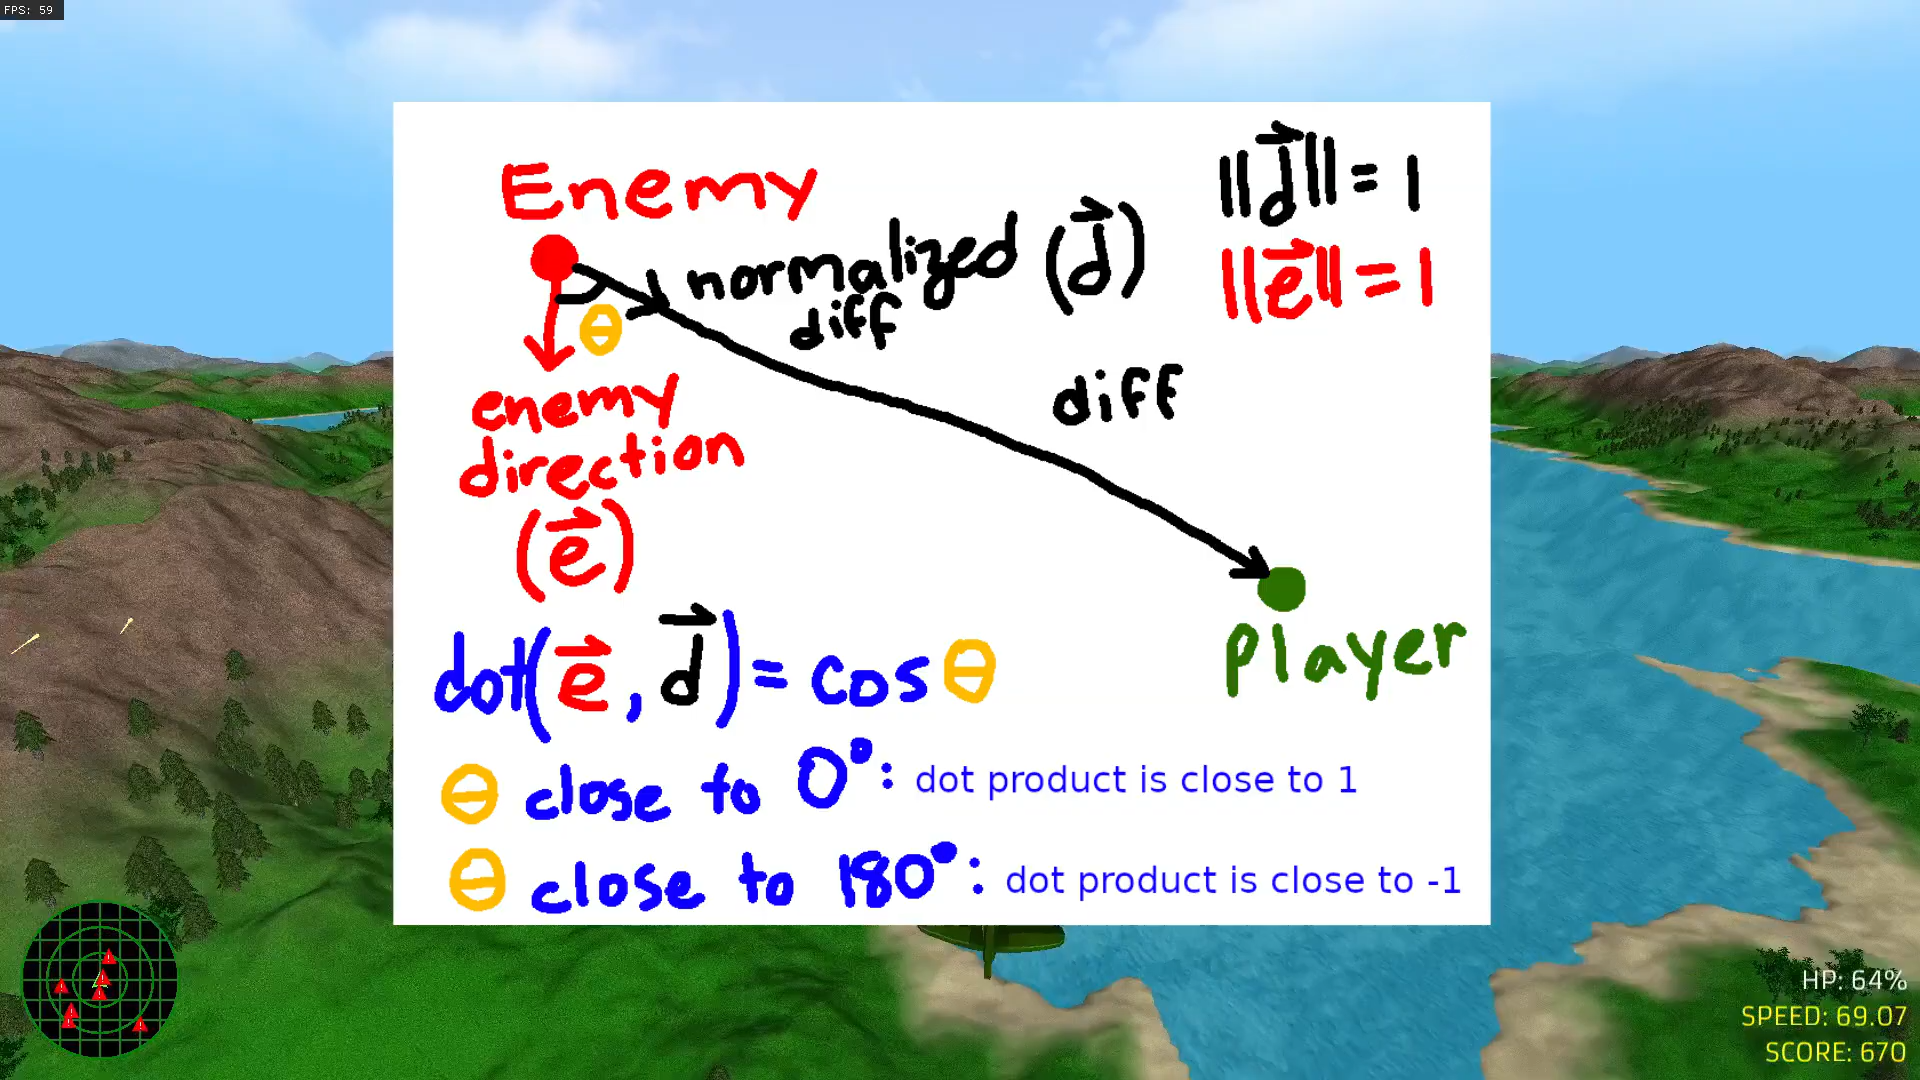 FPS: 59
Enemy
||d⃗|| = 1
||e⃗|| = 1
normalized (d⃗)
diff
θ
diff
enemy
direction
(e⃗)
Player
dot(e⃗, d⃗) = cos θ
θ close to 0°: dot product is close to 1
θ close to 180°: dot product is close to -1
HP: 64%
SPEED: 69.07
SCORE: 670